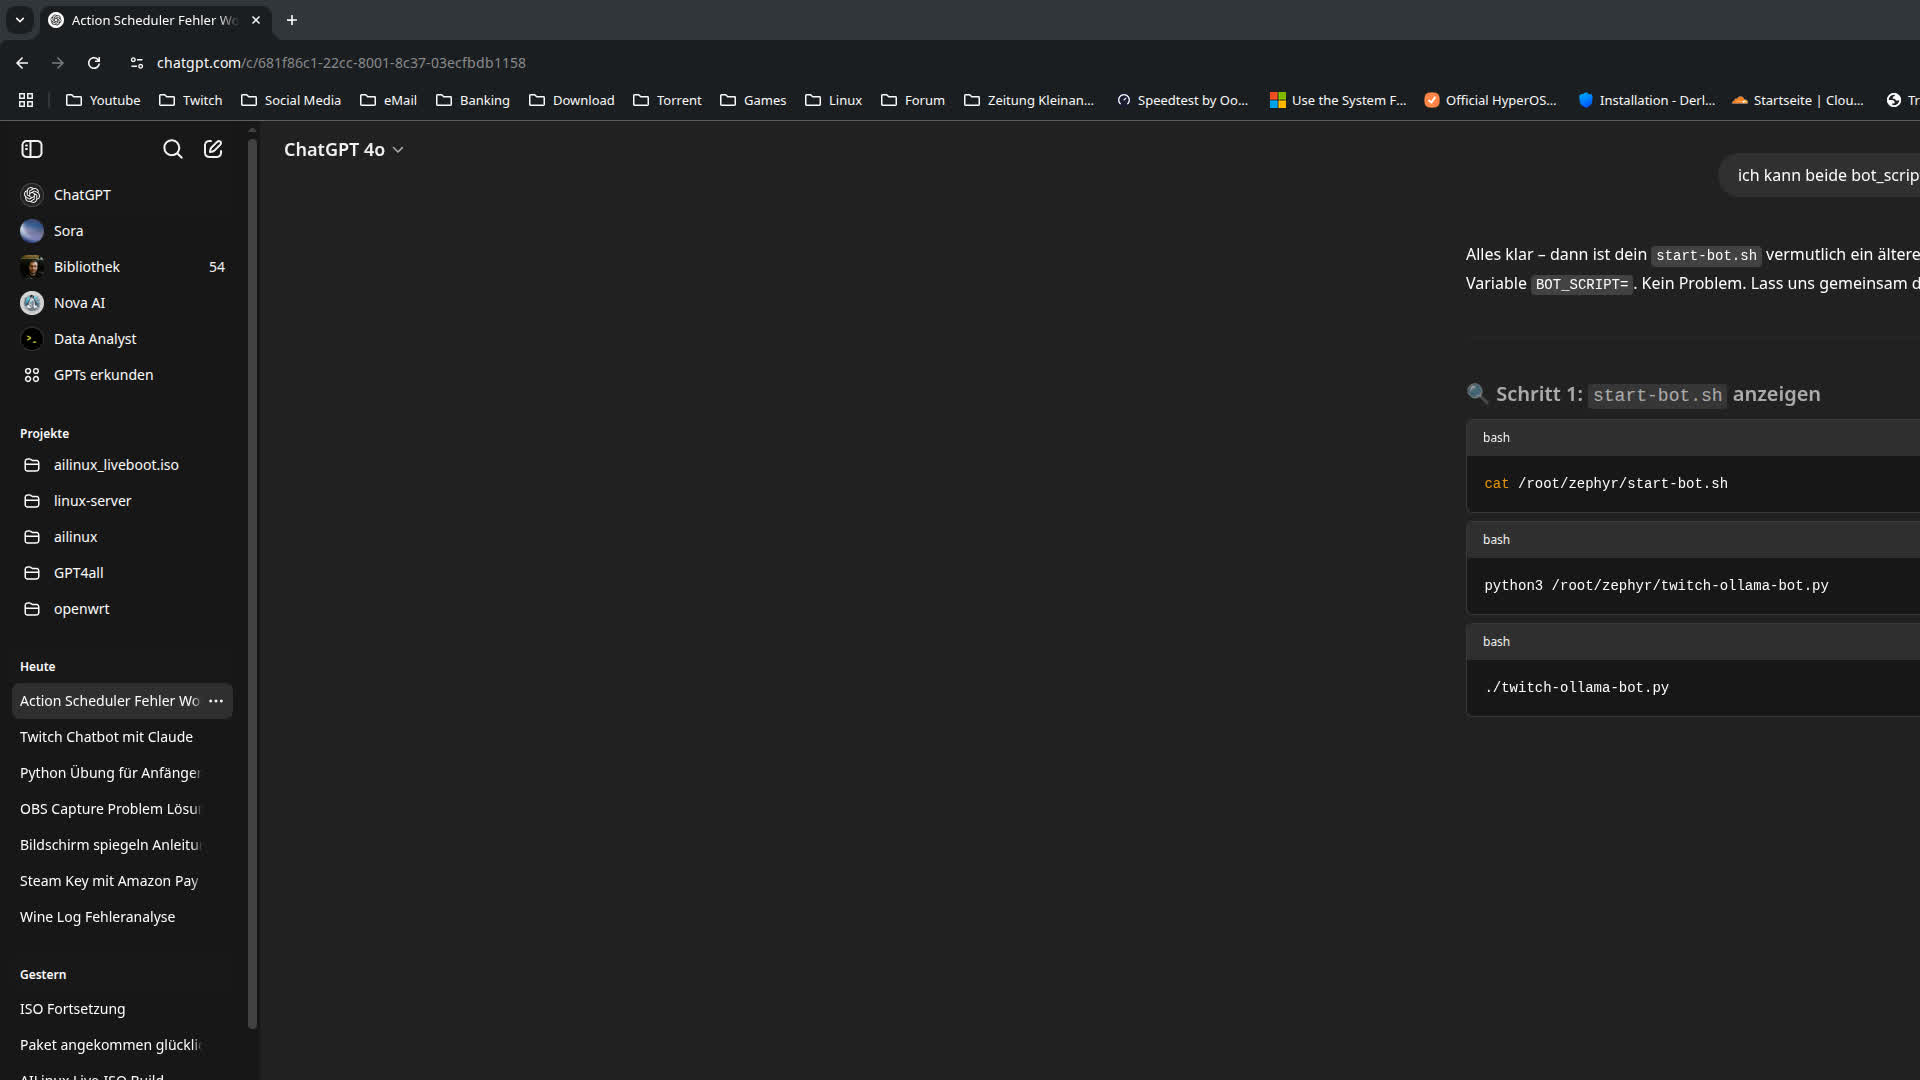 Action Scheduler Fehler Wo
chatgpt.com/c/681f86c1-22cc-8001-8c37-03ecfbdb1158
Youtube Twitch Social Media eMail Banking Download Torrent Games Linux Forum Zeitung Kleinan... Speedtest by Oo... Use the System F... Official HyperOS... Installation - Derl... Startseite | Clou... Tr
ChatGPT 4o
ChatGPT
Sora
Bibliothek 54
Nova AI
Data Analyst
GPTs erkunden
Projekte
ailinux_liveboot.iso
linux-server
ailinux
GPT4all
openwrt
Heute
Action Scheduler Fehler Wo
Twitch Chatbot mit Claude
Python Übung für Anfänger
OBS Capture Problem Lösu
Bildschirm spiegeln Anleitu
Steam Key mit Amazon Pay
Wine Log Fehleranalyse
Gestern
ISO Fortsetzung
Paket angekommen glückli
AILinux Live-ISO Build
ich kann beide bot_scrip
Alles klar – dann ist dein start-bot.sh vermutlich ein ältere
Variable BOT_SCRIPT=. Kein Problem. Lass uns gemeinsam d
Schritt 1: start-bot.sh anzeigen
bash
cat /root/zephyr/start-bot.sh
bash
python3 /root/zephyr/twitch-ollama-bot.py
bash
./twitch-ollama-bot.py